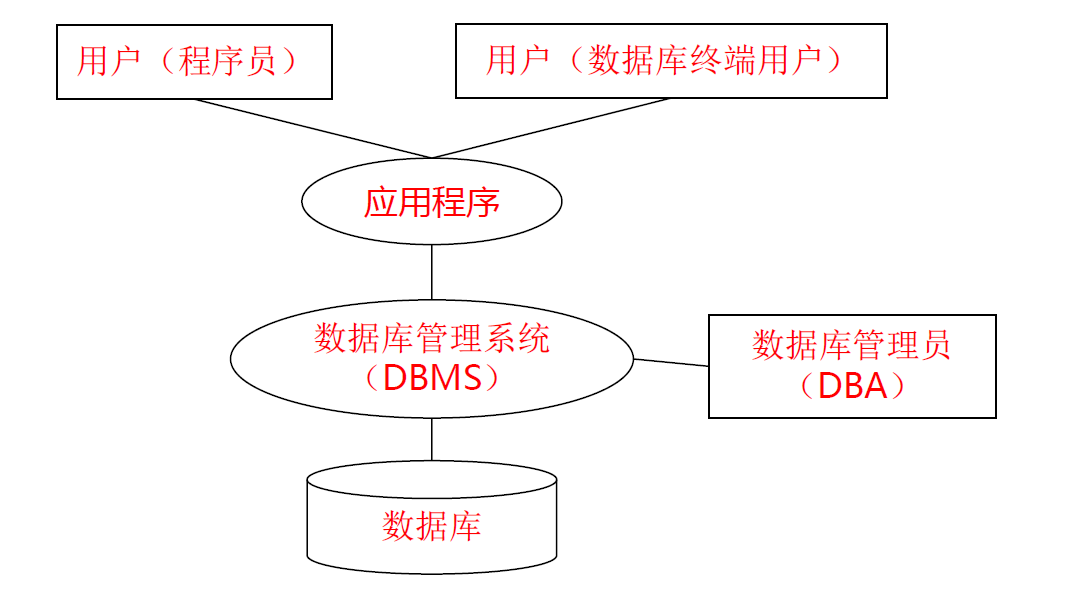 用户（程序员）
用户（数据库终端用户）
应用程序
数据库管理系统
（DBMS）
数据库管理员
（DBA）
数据库